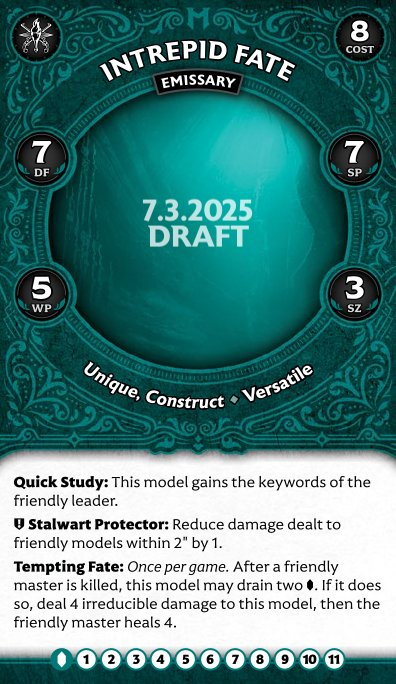 8
COST
INTREPID FATE
EMISSARY
7
DF
7
SP
7.3.2025
DRAFT
5
WP
3
SZ
Unique, Construct ◆ Versatile
Quick Study: This model gains the keywords of the
friendly leader.
Stalwart Protector: Reduce damage dealt to
friendly models within 2" by 1.
Tempting Fate: Once per game. After a friendly
master is killed, this model may drain two . If it does
so, deal 4 irreducible damage to this model, then the
friendly master heals 4.
1 2 3 4 5 6 7 8 9 10 11